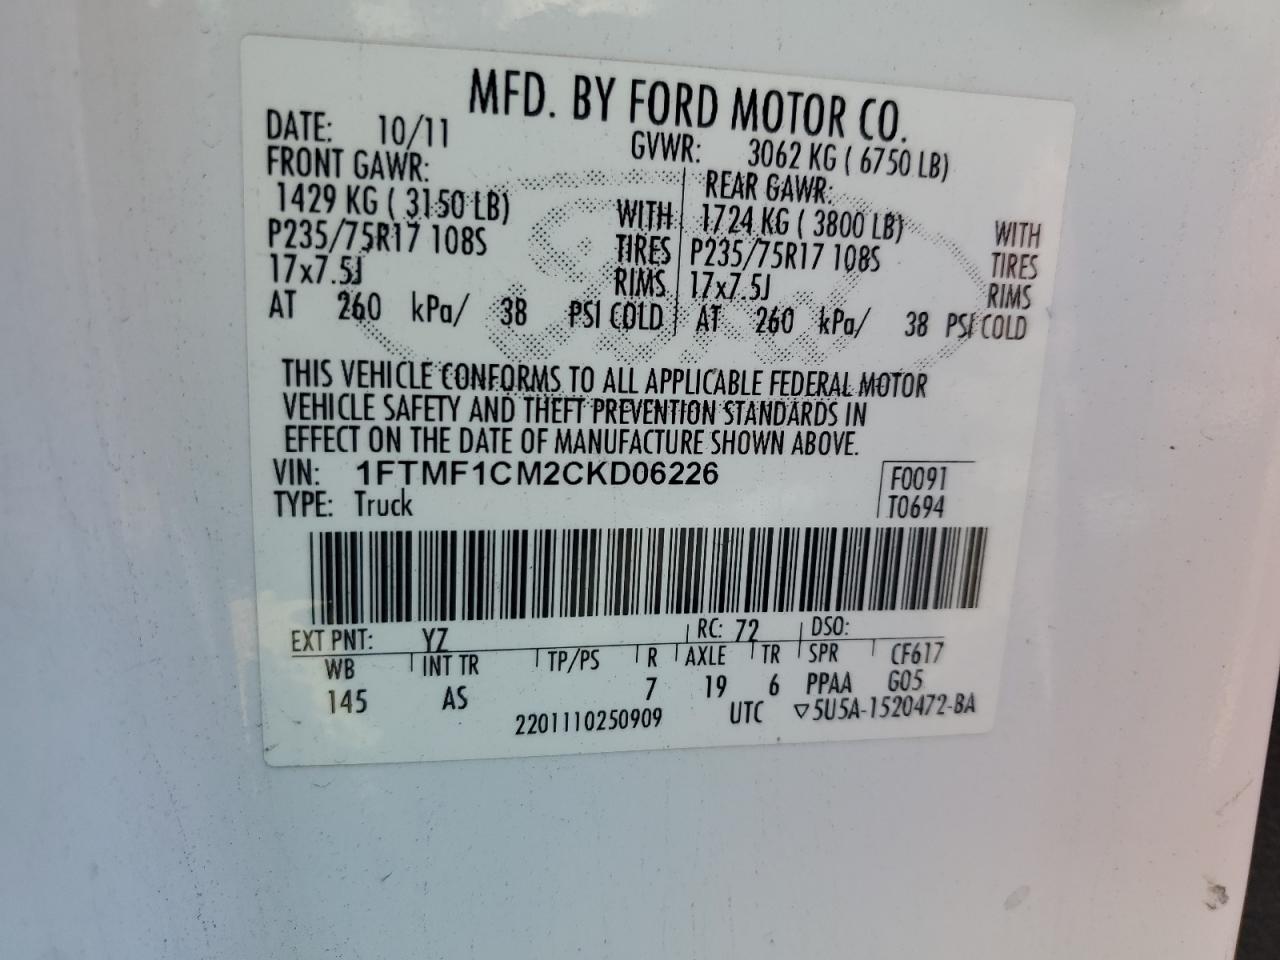 MFD. BY FORD MOTOR CO.
DATE: 10/11 GVWR: 3062 KG ( 6750 LB)
FRONT GAWR: REAR GAWR:
1429 KG ( 3150 LB) WITH 1724 KG ( 3800 LB) WITH
P235/75R17 108S TIRES P235/75R17 108S TIRES
17x7.5J RIMS 17x7.5J RIMS
AT 260 kPa/ 38 PSI COLD AT 260 kPa/ 38 PSI COLD
THIS VEHICLE CONFORMS TO ALL APPLICABLE FEDERAL MOTOR
VEHICLE SAFETY AND THEFT PREVENTION STANDARDS IN
EFFECT ON THE DATE OF MANUFACTURE SHOWN ABOVE.
VIN: 1FTMF1CM2CKD06226 F0091
TYPE: Truck T0694
EXT PNT: YZ RC: 72 DSO:
WB INT TR TP/PS R AXLE TR SPR CF617
145 AS 7 19 6 PPAA G05
2201110250909 UTC ▽5U5A-1520472-BA